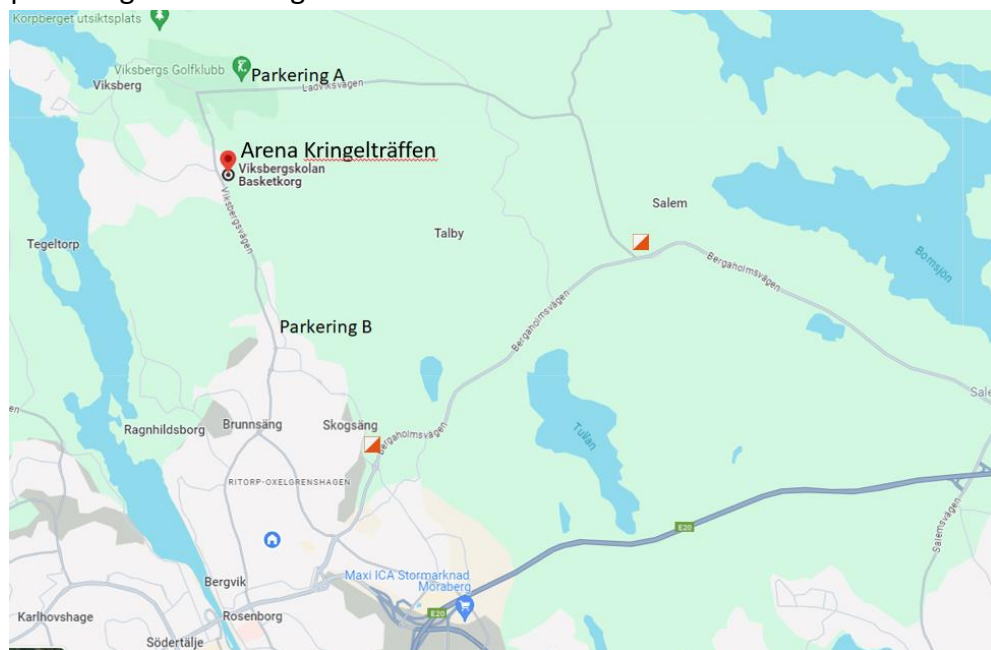 Korpberget utsiktsplats
Viksbergs Golfklubb
Parkering A
Viksberg
Ladviksvägen
Arena Kringelträffen
Viksbergskolan
Basketkorg
Salem
Viksbergsvägen
Talby
Tegeltorp
Bergaholmsvägen
Bornsjön
Bergaholmsvägen
Parkering B
Ragnhildsborg
Brunnsäng
Skogsäng
Bergaholmsvägen
Tullan
RITORP-OXELGRENSHAGEN
E20
Salemsvägen
Bergvik
Maxi ICA Stormarknad
Moraberg
E20
Karlhovshage
Rosenborg
Södertälje